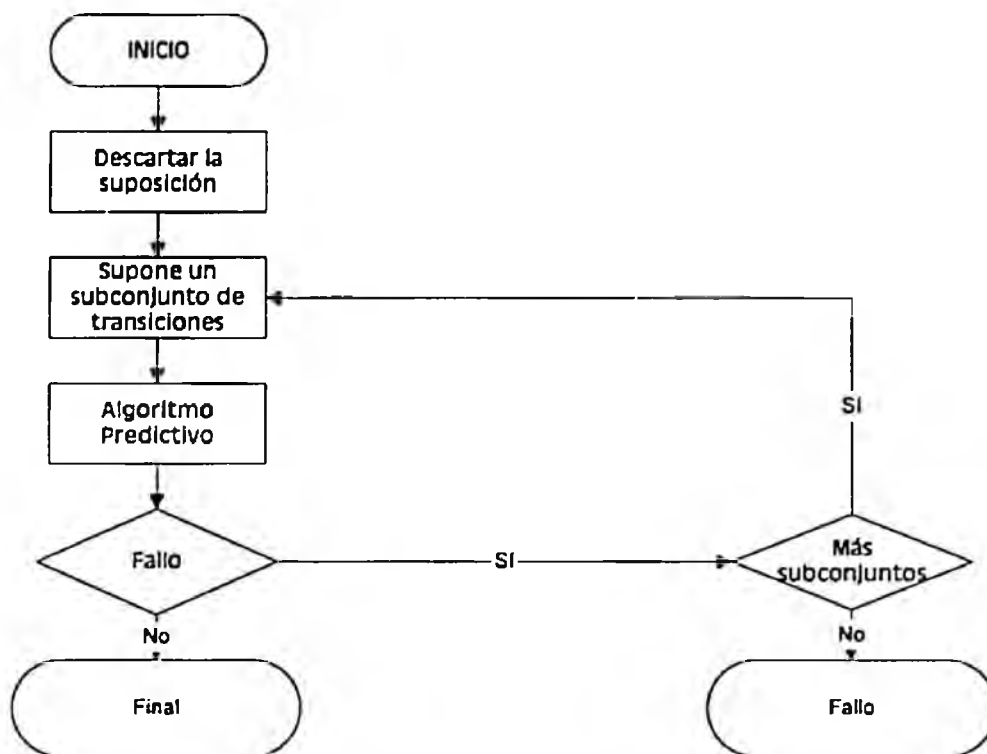 INICIO
Descartar la
suposición
Supone un
subconjunto de
transiciones
Algoritmo
Predictivo
SI
Fallo
SI
Más
subconjuntos
No
No
Final
Fallo